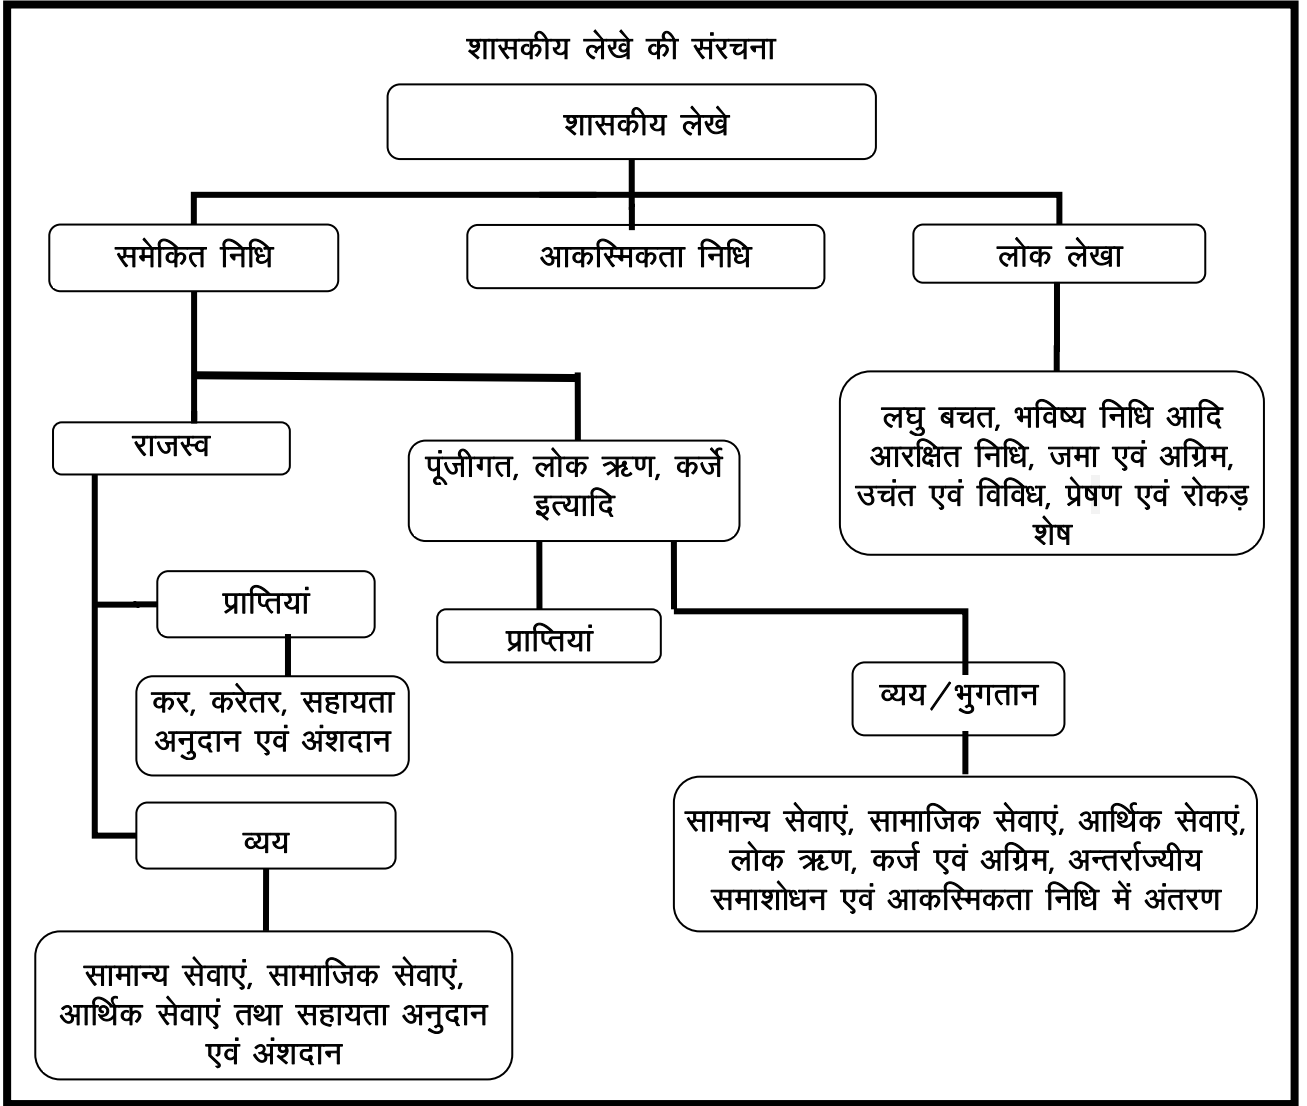 शासकीय लेखे की संरचना
शासकीय लेखे
समेकित निधि
आकस्मिकता निधि
लोक लेखा
राजस्व
पूंजीगत, लोक ऋण, कर्जे
इत्यादि
लघु बचत, भविष्य निधि आदि
आरक्षित निधि, जमा एवं अग्रिम,
उचंत एवं विविध, प्रेषण एवं रोकड़
शेष
प्राप्तियां
प्राप्तियां
कर, करेतर, सहायता
अनुदान एवं अंशदान
व्यय/भुगतान
व्यय
सामान्य सेवाएं, सामाजिक सेवाएं, आर्थिक सेवाएं,
लोक ऋण, कर्ज एवं अग्रिम, अन्तर्राज्यीय
समाशोधन एवं आकस्मिकता निधि में अंतरण
सामान्य सेवाएं, सामाजिक सेवाएं,
आर्थिक सेवाएं तथा सहायता अनुदान
एवं अंशदान